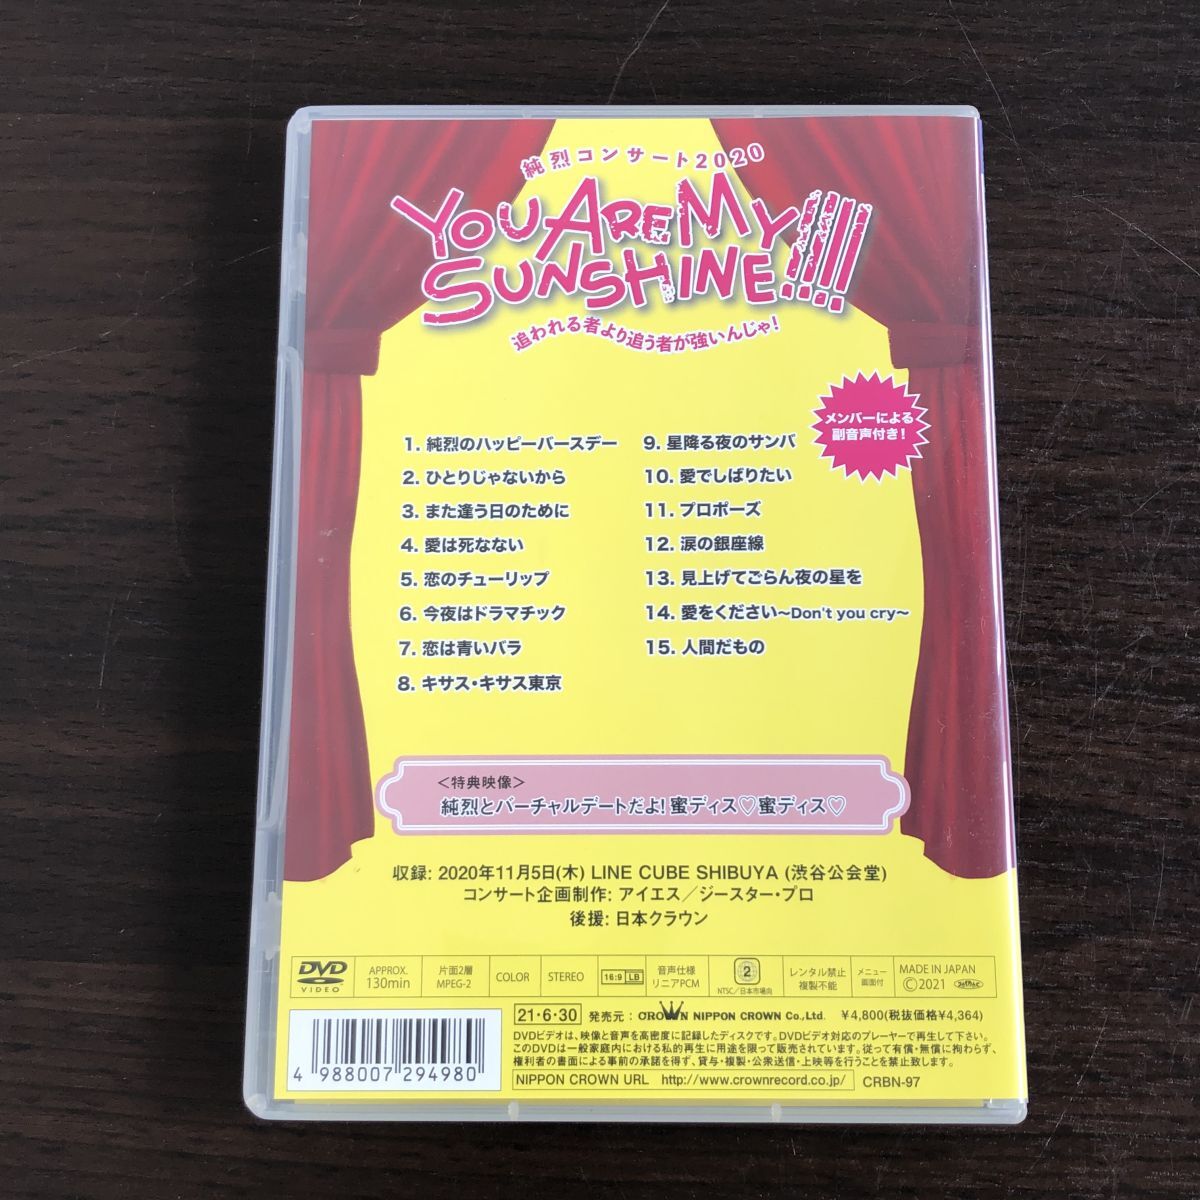 純烈コンサート2020
YOU ARE MY
SUNSHINE!!!!
追われる者より追う者が強いんじゃ!
メンバーによる
副音声付き!
1. 純烈のハッピーバースデー
2. ひとりじゃないから
3. また逢う日のために
4. 愛は死なない
5. 恋のチューリップ
6. 今夜はドラマチック
7. 恋は青いバラ
8. キサス・キサス東京
9. 星降る夜のサンバ
10. 愛でしばりたい
11. プロポーズ
12. 涙の銀座線
13. 見上げてごらん夜の星を
14. 愛をください〜Don't you cry〜
15. 人間だもの
<特典映像>
純烈とバーチャルデートだよ!蜜ディス♡蜜ディス♡
収録: 2020年11月5日(木) LINE CUBE SHIBUYA (渋谷公会堂)
コンサート企画制作: アイエス/ジースター・プロ
後援: 日本クラウン
DVD VIDEO
APPROX. 130min
片面2層 MPEG-2
COLOR
STEREO
16:9 LB
音声仕様 リニアPCM
2 NTSC/日本市場向
レンタル禁止 複製不能
メニュー画面付
MADE IN JAPAN ©2021
21・6・30 発売元: CROWN NIPPON CROWN Co.,Ltd. ¥4,800(税抜価格¥4,364)
DVDビデオは、映像と音声を高密度に記録したディスクです。DVDビデオ対応のプレーヤーで再生して下さい。
このDVDは一般家庭内における私的再生に用途を限って販売されています。従って有償・無償に拘わらず、
権利者の書面による事前の承諾を得ず、貸与・複製・公衆送信・上映等を行うことを禁止致します。
NIPPON CROWN URL http://www.crownrecord.co.jp/ CRBN-97
4 988007 294980